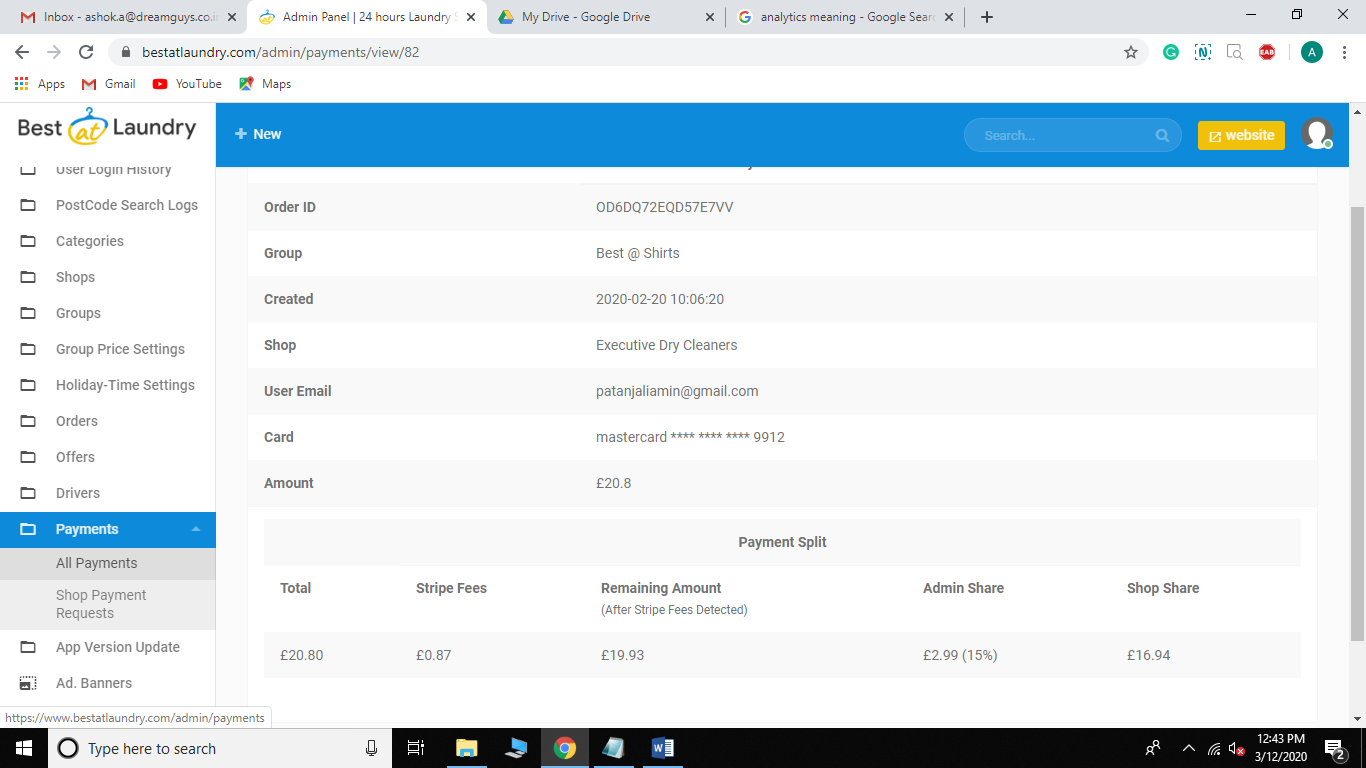 Inbox - ashok.a@dreamguys.co.in
Admin Panel | 24 hours Laundry S
My Drive - Google Drive
analytics meaning - Google Searc
bestatlaundry.com/admin/payments/view/82
A
Apps
Gmail
YouTube
Maps
Best at Laundry
New
Search...
website
User Login History
PostCode Search Logs
Categories
Shops
Groups
Group Price Settings
Holiday-Time Settings
Orders
Offers
Drivers
Payments
All Payments
Shop Payment
Requests
App Version Update
Ad. Banners
Order ID OD6DQ72EQD57E7VV
Group Best @ Shirts
Created 2020-02-20 10:06:20
Shop Executive Dry Cleaners
User Email patanjaliamin@gmail.com
Card mastercard **** **** **** 9912
Amount £20.8
Payment Split
Total Stripe Fees Remaining Amount Admin Share Shop Share
(After Stripe Fees Detected)
£20.80 £0.87 £19.93 £2.99 (15%) £16.94
https://www.bestatlaundry.com/admin/payments
Type here to search
12:43 PM
3/12/2020
2